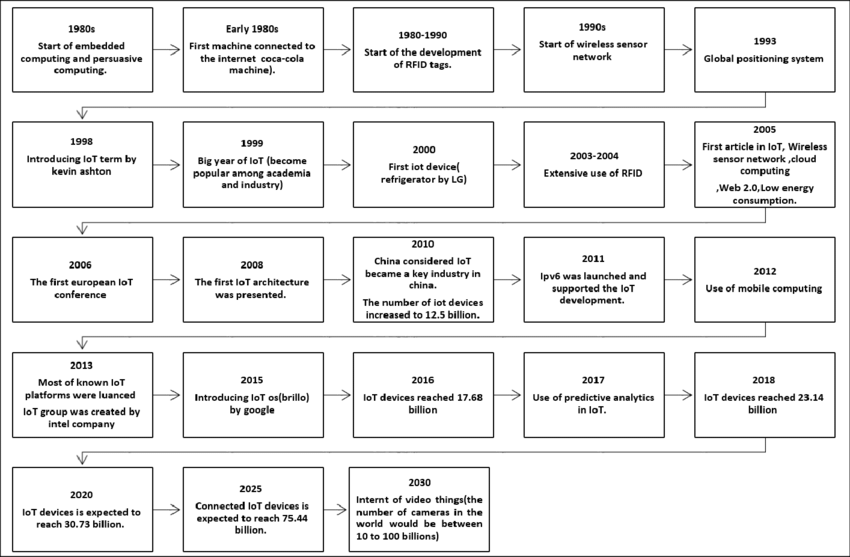 1980s
Start of embedded
computing and persuasive
computing.
Early 1980s
First machine connected to
the internet coca-cola
machine).
1980-1990
Start of the development
of RFID tags.
1990s
Start of wireless sensor
network
1993
Global positioning system
1998
Introducing IoT term by
kevin ashton
1999
Big year of IoT (become
popular among academia
and industry)
2000
First iot device(
refrigerator by LG)
2003-2004
Extensive use of RFID
2005
First article in IoT, Wireless
sensor network ,cloud
computing
,Web 2.0,Low energy
consumption.
2006
The first european IoT
conference
2008
The first IoT architecture
was presented.
2010
China considered IoT
became a key industry in
china.
The number of iot devices
increased to 12.5 billion.
2011
Ipv6 was launched and
supported the IoT
development.
2012
Use of mobile computing
2013
Most of known IoT
platforms were luanced
IoT group was created by
intel company
2015
Introducing IoT os(brillo)
by google
2016
IoT devices reached 17.68
billion
2017
Use of predictive analytics
in IoT.
2018
IoT devices reached 23.14
billion
2020
IoT devices is expected to
reach 30.73 billion.
2025
Connected IoT devices is
expected to reach 75.44
billion.
2030
Internt of video things(the
number of cameras in the
world would be between
10 to 100 billions)